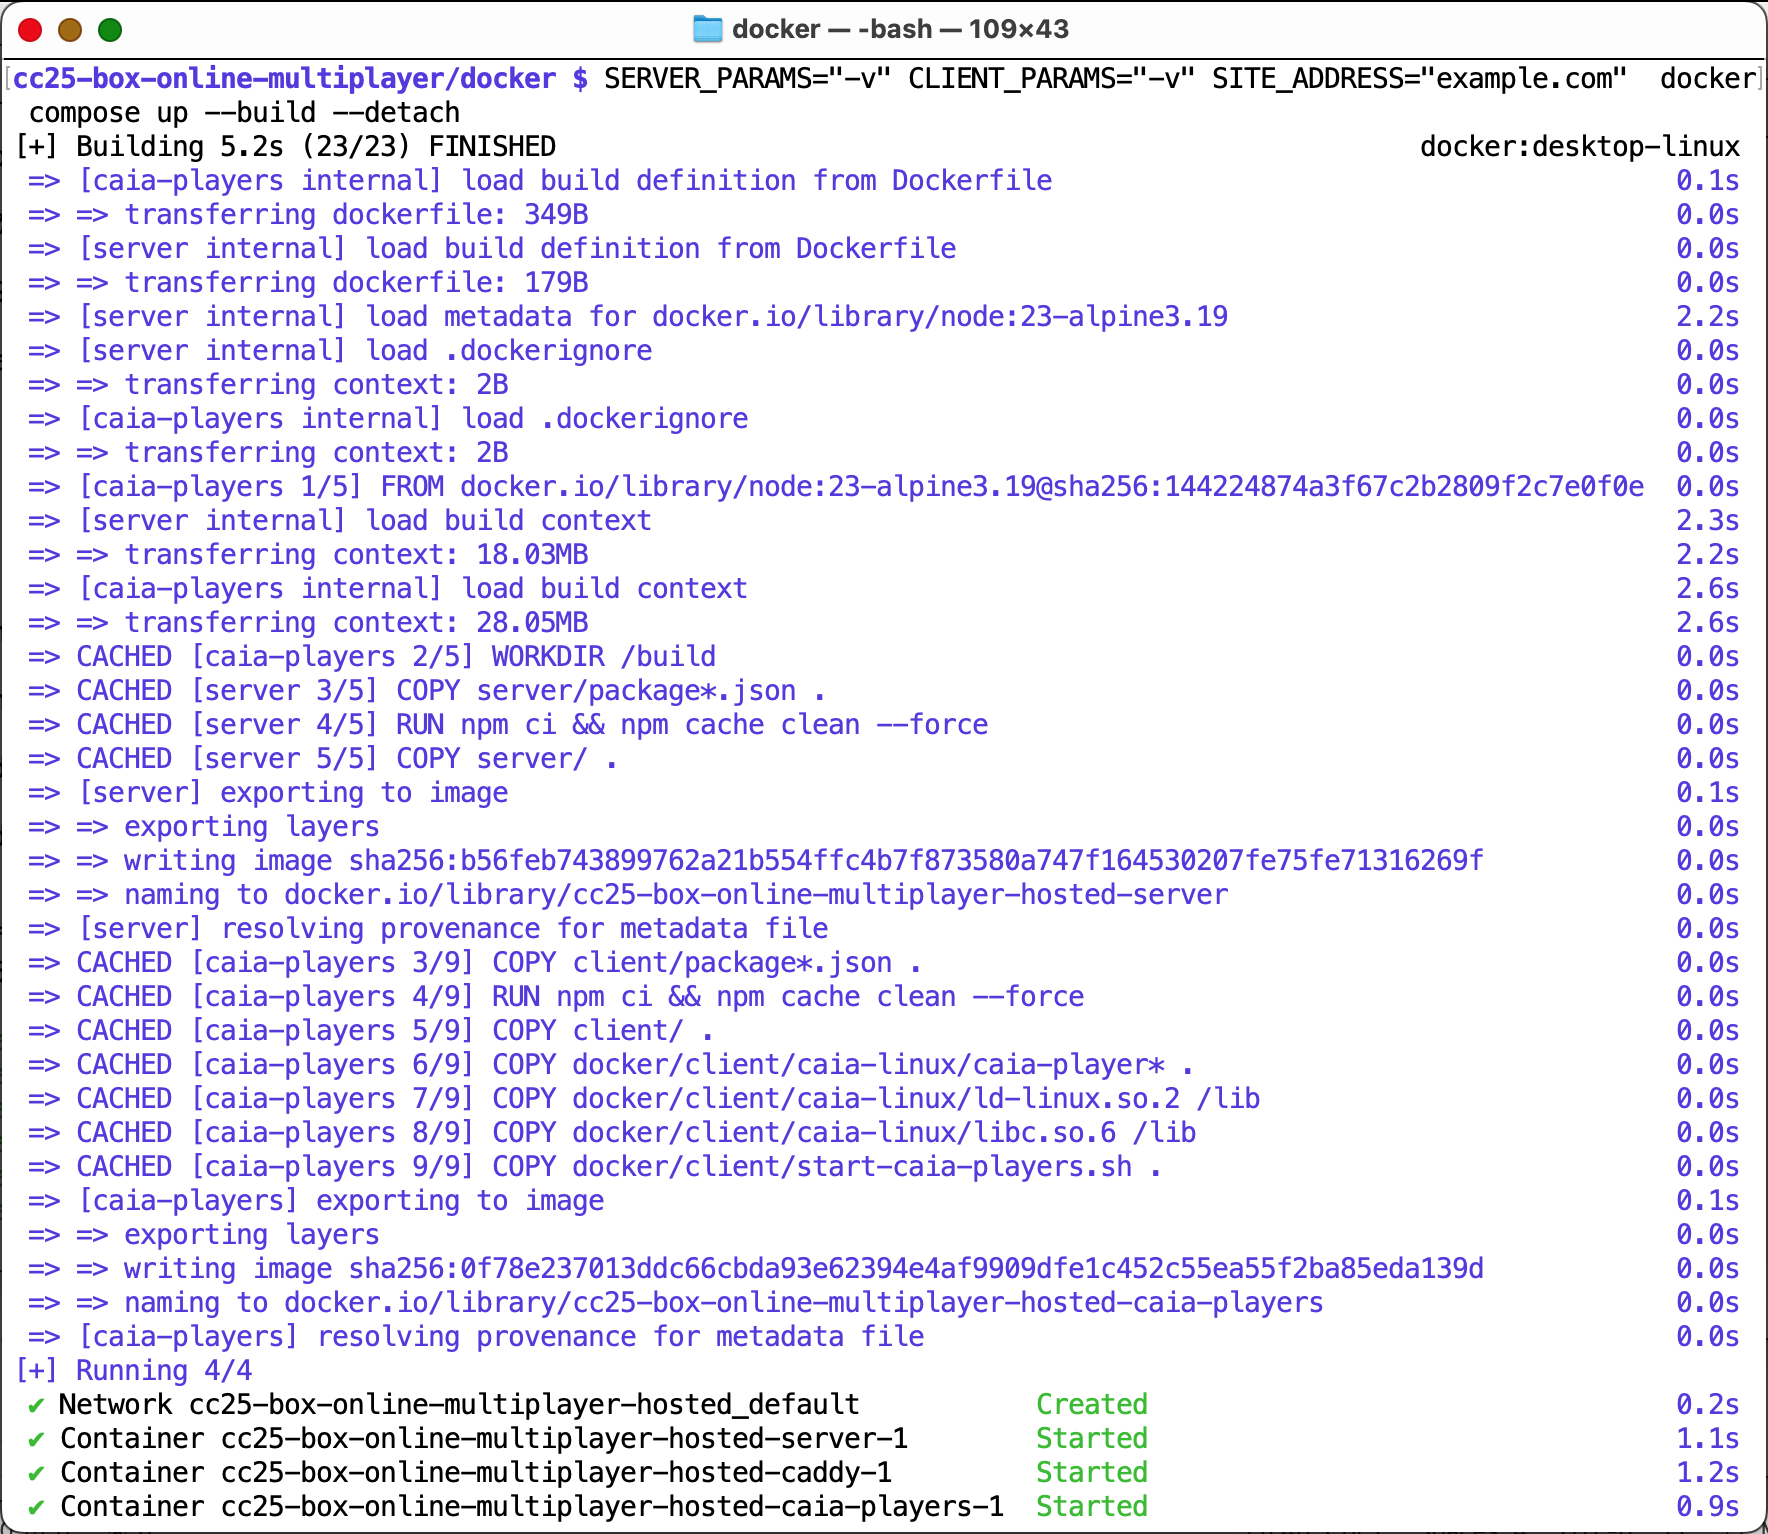 docker — -bash — 109×43
cc25-box-online-multiplayer/docker $ SERVER_PARAMS="-v" CLIENT_PARAMS="-v" SITE_ADDRESS="example.com"  docker
compose up --build --detach
[+] Building 5.2s (23/23) FINISHED docker:desktop-linux
=> [caia-players internal] load build definition from Dockerfile 0.1s
=> => transferring dockerfile: 349B 0.0s
=> [server internal] load build definition from Dockerfile 0.0s
=> => transferring dockerfile: 179B 0.0s
=> [server internal] load metadata for docker.io/library/node:23-alpine3.19 2.2s
=> [server internal] load .dockerignore 0.0s
=> => transferring context: 2B 0.0s
=> [caia-players internal] load .dockerignore 0.0s
=> => transferring context: 2B 0.0s
=> [caia-players 1/5] FROM docker.io/library/node:23-alpine3.19@sha256:144224874a3f67c2b2809f2c7e0f0e 0.0s
=> [server internal] load build context 2.3s
=> => transferring context: 18.03MB 2.2s
=> [caia-players internal] load build context 2.6s
=> => transferring context: 28.05MB 2.6s
=> CACHED [caia-players 2/5] WORKDIR /build 0.0s
=> CACHED [server 3/5] COPY server/package*.json . 0.0s
=> CACHED [server 4/5] RUN npm ci && npm cache clean --force 0.0s
=> CACHED [server 5/5] COPY server/ . 0.0s
=> [server] exporting to image 0.1s
=> => exporting layers 0.0s
=> => writing image sha256:b56feb743899762a21b554ffc4b7f873580a747f164530207fe75fe71316269f 0.0s
=> => naming to docker.io/library/cc25-box-online-multiplayer-hosted-server 0.0s
=> [server] resolving provenance for metadata file 0.0s
=> CACHED [caia-players 3/9] COPY client/package*.json . 0.0s
=> CACHED [caia-players 4/9] RUN npm ci && npm cache clean --force 0.0s
=> CACHED [caia-players 5/9] COPY client/ . 0.0s
=> CACHED [caia-players 6/9] COPY docker/client/caia-linux/caia-player* . 0.0s
=> CACHED [caia-players 7/9] COPY docker/client/caia-linux/ld-linux.so.2 /lib 0.0s
=> CACHED [caia-players 8/9] COPY docker/client/caia-linux/libc.so.6 /lib 0.0s
=> CACHED [caia-players 9/9] COPY docker/client/start-caia-players.sh . 0.0s
=> [caia-players] exporting to image 0.1s
=> => exporting layers 0.0s
=> => writing image sha256:0f78e237013ddc66cbda93e62394e4af9909dfe1c452c55ea55f2ba85eda139d 0.0s
=> => naming to docker.io/library/cc25-box-online-multiplayer-hosted-caia-players 0.0s
=> [caia-players] resolving provenance for metadata file 0.0s
[+] Running 4/4
✔ Network cc25-box-online-multiplayer-hosted_default Created 0.2s
✔ Container cc25-box-online-multiplayer-hosted-server-1 Started 1.1s
✔ Container cc25-box-online-multiplayer-hosted-caddy-1 Started 1.2s
✔ Container cc25-box-online-multiplayer-hosted-caia-players-1 Started 0.9s